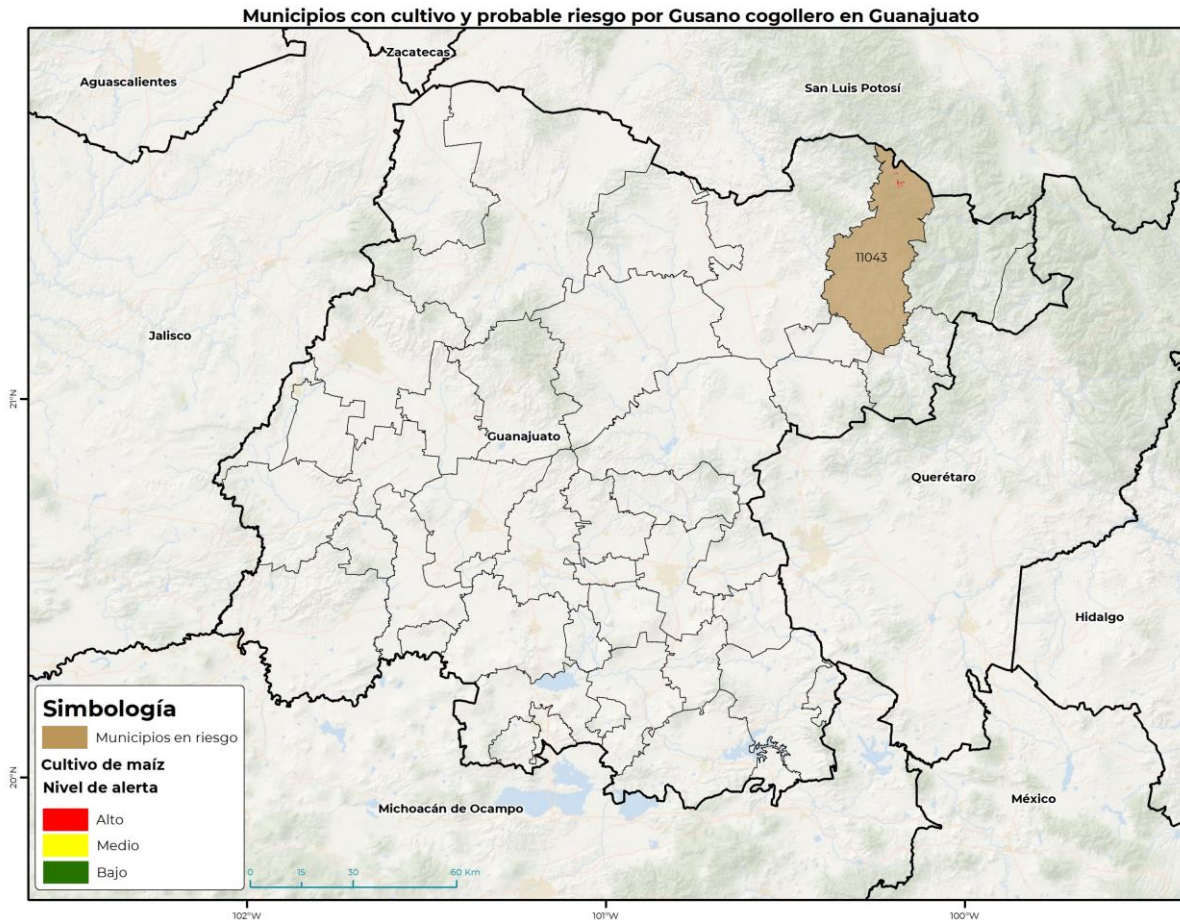 Municipios con cultivo y probable riesgo por Gusano cogollero en Guanajuato
Zacatecas
Aguascalientes
San Luis Potosí
11043
Jalisco
21°N
Guanajuato
Querétaro
Hidalgo
Simbología
Municipios en riesgo
Cultivo de maíz
Nivel de alerta
Alto
Medio
Bajo
20°N
Michoacán de Ocampo
México
0 15 30 60 Km
102°W 101°W 100°W